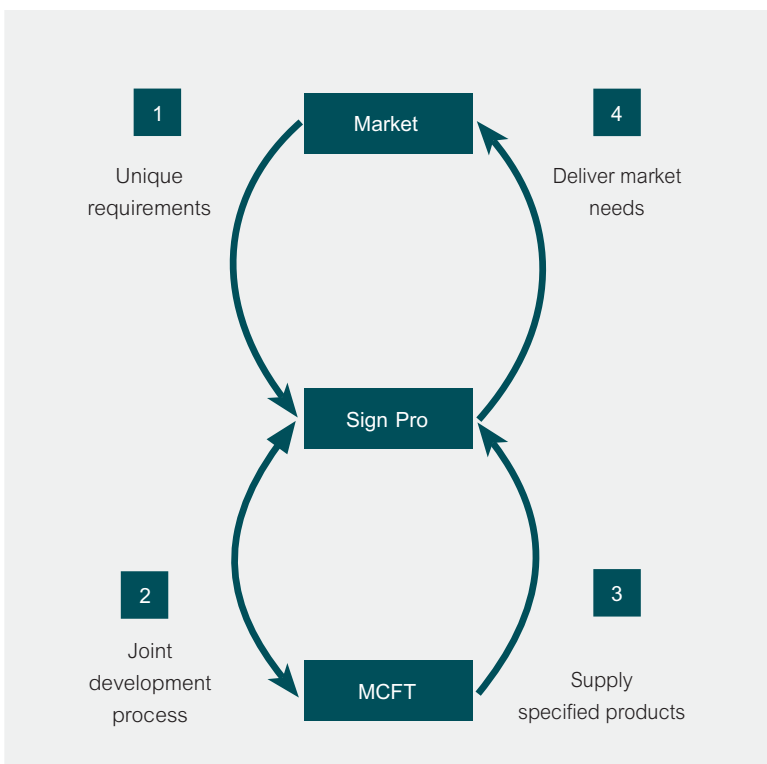 Market
1
Unique
requirements
4
Deliver market
needs
Sign Pro
2
Joint
development
process
3
Supply
specified products
MCFT